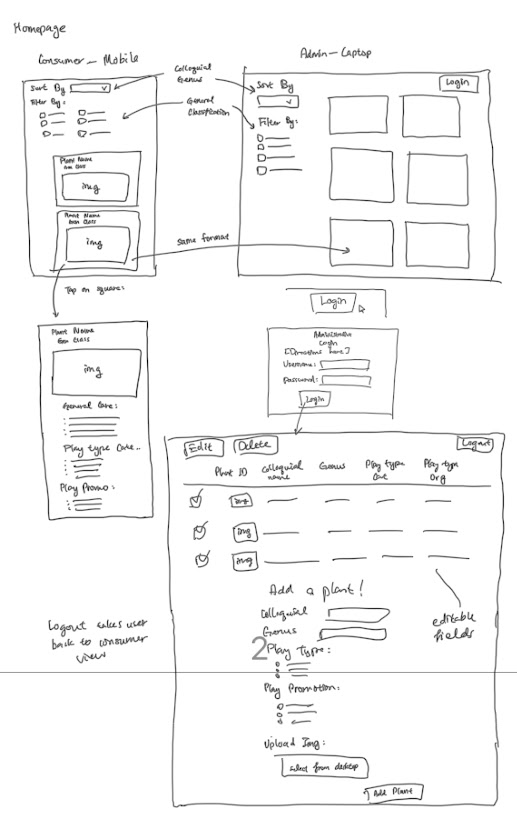 Homepage
Consumer - Mobile
Admin - Laptop
Colloquial
Genus
General
Classification
Sort By
Filter By:
Plant Name
Gen Class
img
Plant Name
Gen Class
img
same format
Sort By
Filter By:
Login
Tap on square:
Plant Name
Gen Class
img
General Care:
Play type Care..
Play Promo:
Login
Administrative
Login
[Directions here]
Username:
Password:
Login
Edit
Delete
Logout
Plant ID
Colloquial
name
Genus
Play type
Care
Play type
Org
img
img
img
editable
fields
Add a plant!
Colloquial
Genus
2
Play Type:
Play Promotion:
Upload Img:
Select from desktop
Add Plant
Logout takes user
back to consumer
view